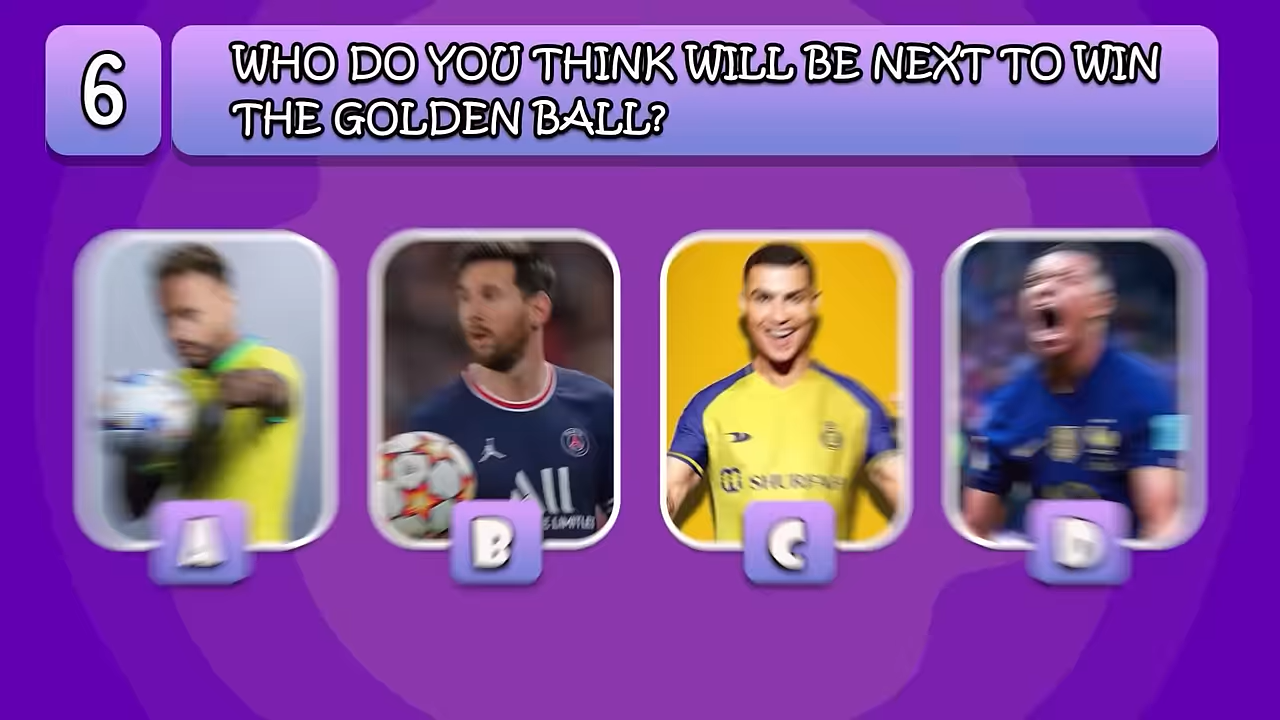 6
WHO DO YOU THINK WILL BE NEXT TO WIN
THE GOLDEN BALL?
A
B
C
D